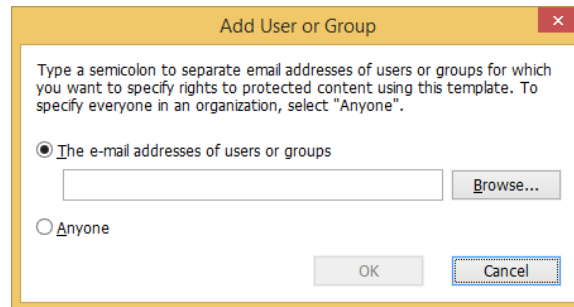 Add User or Group
Type a semicolon to separate email addresses of users or groups for which
you want to specify rights to protected content using this template. To
specify everyone in an organization, select "Anyone".
The e-mail addresses of users or groups
Browse...
Anyone
OK
Cancel